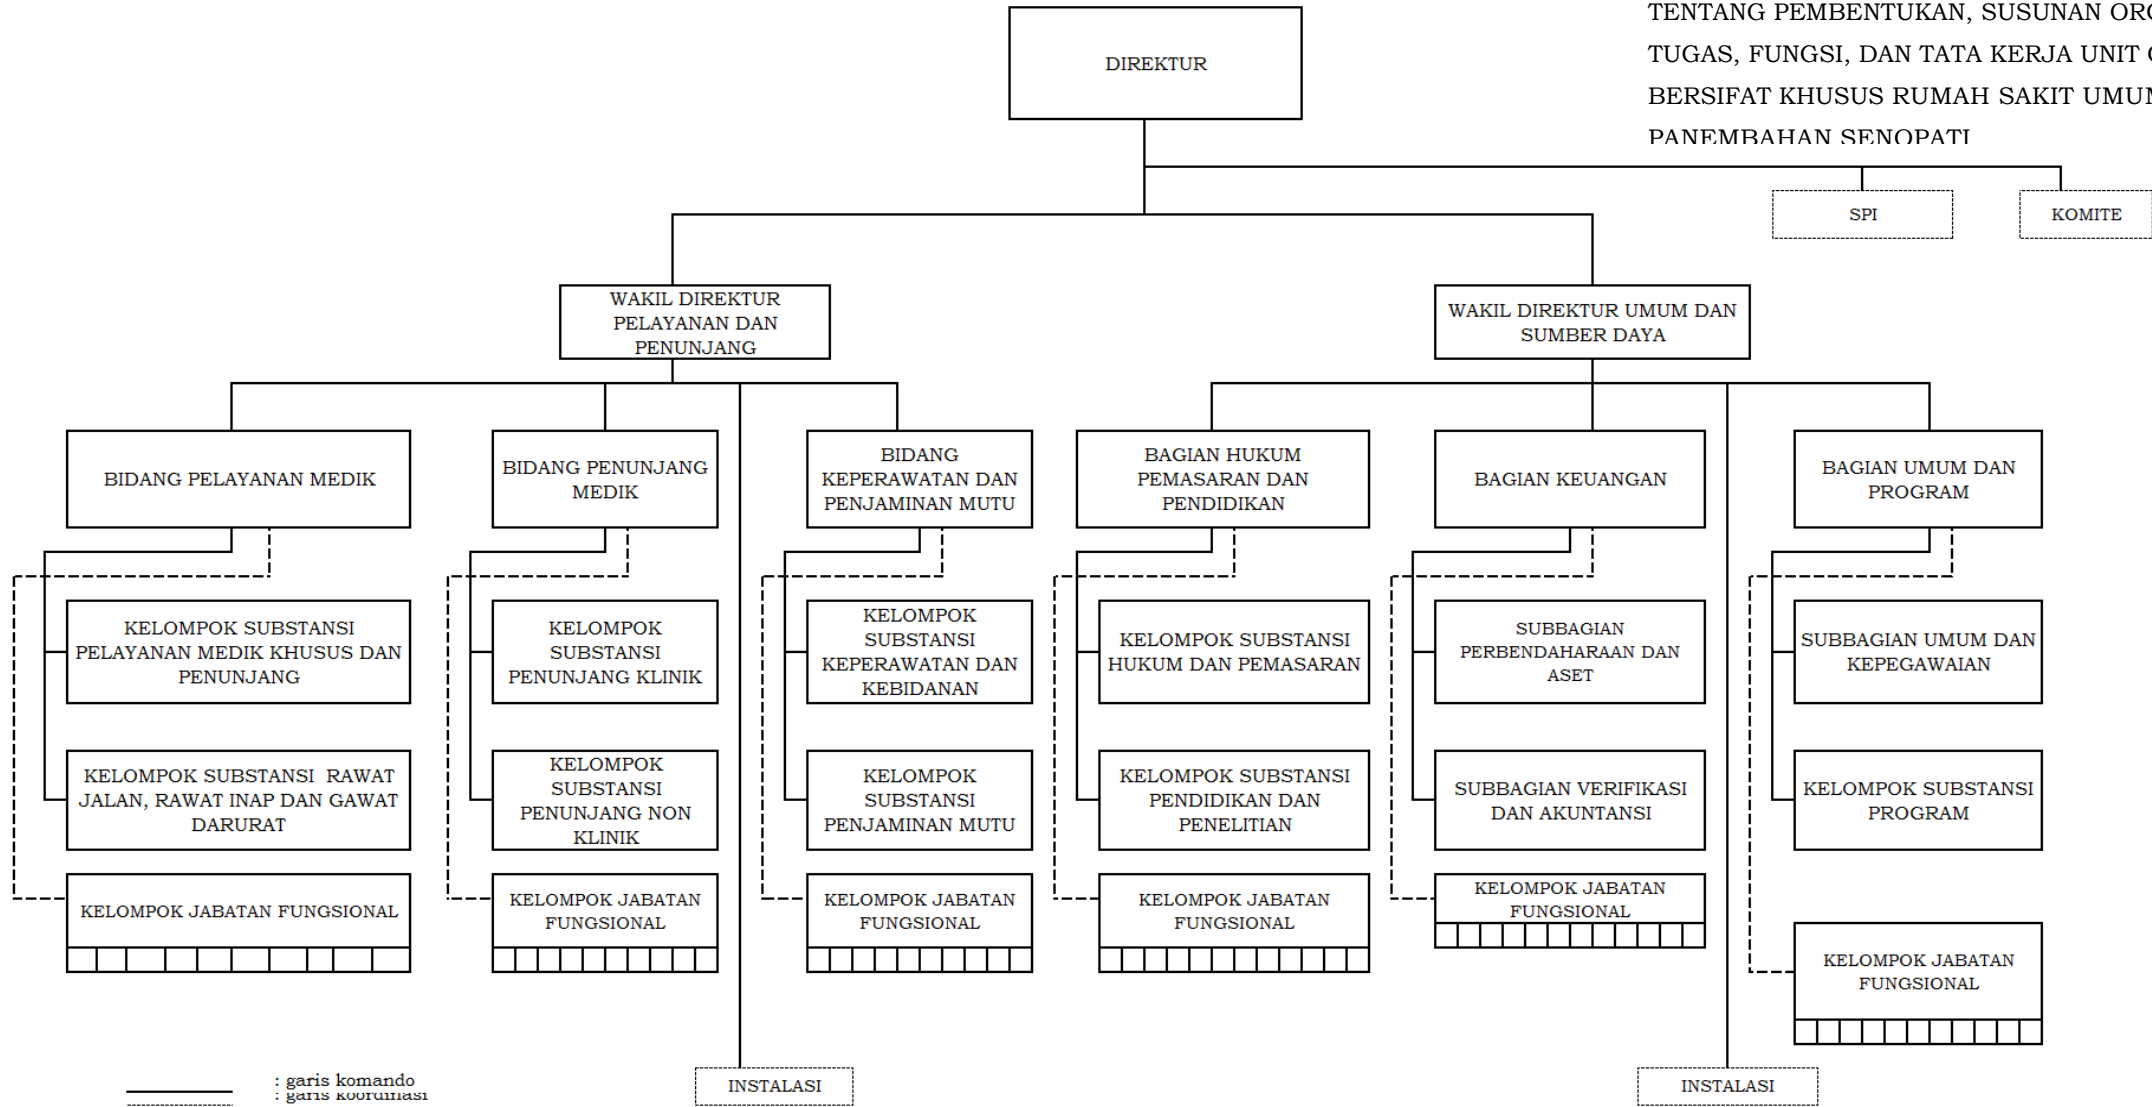 TENTANG PEMBENTUKAN, SUSUNAN
TUGAS, FUNGSI, DAN TATA KERJA UNIT
BERSIFAT KHUSUS RUMAH SAKIT
PANEMBAHAN SENOPATI
DIREKTUR
SPI
KOMITE
WAKIL DIREKTUR
PELAYANAN DAN
PENUNJANG
WAKIL DIREKTUR UMUM DAN
SUMBER DAYA
BIDANG PELAYANAN MEDIK
BIDANG PENUNJANG
MEDIK
BIDANG
KEPERAWATAN DAN
PENJAMINAN MUTU
BAGIAN HUKUM
PEMASARAN DAN
PENDIDIKAN
BAGIAN KEUANGAN
BAGIAN UMUM DAN
PROGRAM
KELOMPOK SUBSTANSI
PELAYANAN MEDIK KHUSUS DAN
PENUNJANG
KELOMPOK
SUBSTANSI
PENUNJANG KLINIK
KELOMPOK
SUBSTANSI
KEPERAWATAN DAN
KEBIDANAN
KELOMPOK SUBSTANSI
HUKUM DAN PEMASARAN
SUBBAGIAN
PERBENDAHARAAN DAN
ASET
SUBBAGIAN UMUM DAN
KEPEGAWAIAN
KELOMPOK SUBSTANSI RAWAT
JALAN, RAWAT INAP DAN GAWAT
DARURAT
KELOMPOK
SUBSTANSI
PENUNJANG NON
KLINIK
KELOMPOK
SUBSTANSI
PENJAMINAN MUTU
KELOMPOK SUBSTANSI
PENDIDIKAN DAN
PENELITIAN
SUBBAGIAN VERIFIKASI
DAN AKUNTANSI
KELOMPOK SUBSTANSI
PROGRAM
KELOMPOK JABATAN FUNGSIONAL
KELOMPOK JABATAN
FUNGSIONAL
KELOMPOK JABATAN
FUNGSIONAL
KELOMPOK JABATAN
FUNGSIONAL
KELOMPOK JABATAN
FUNGSIONAL
KELOMPOK JABATAN
FUNGSIONAL
: garis komando
: garis koordinasi
INSTALASI
INSTALASI